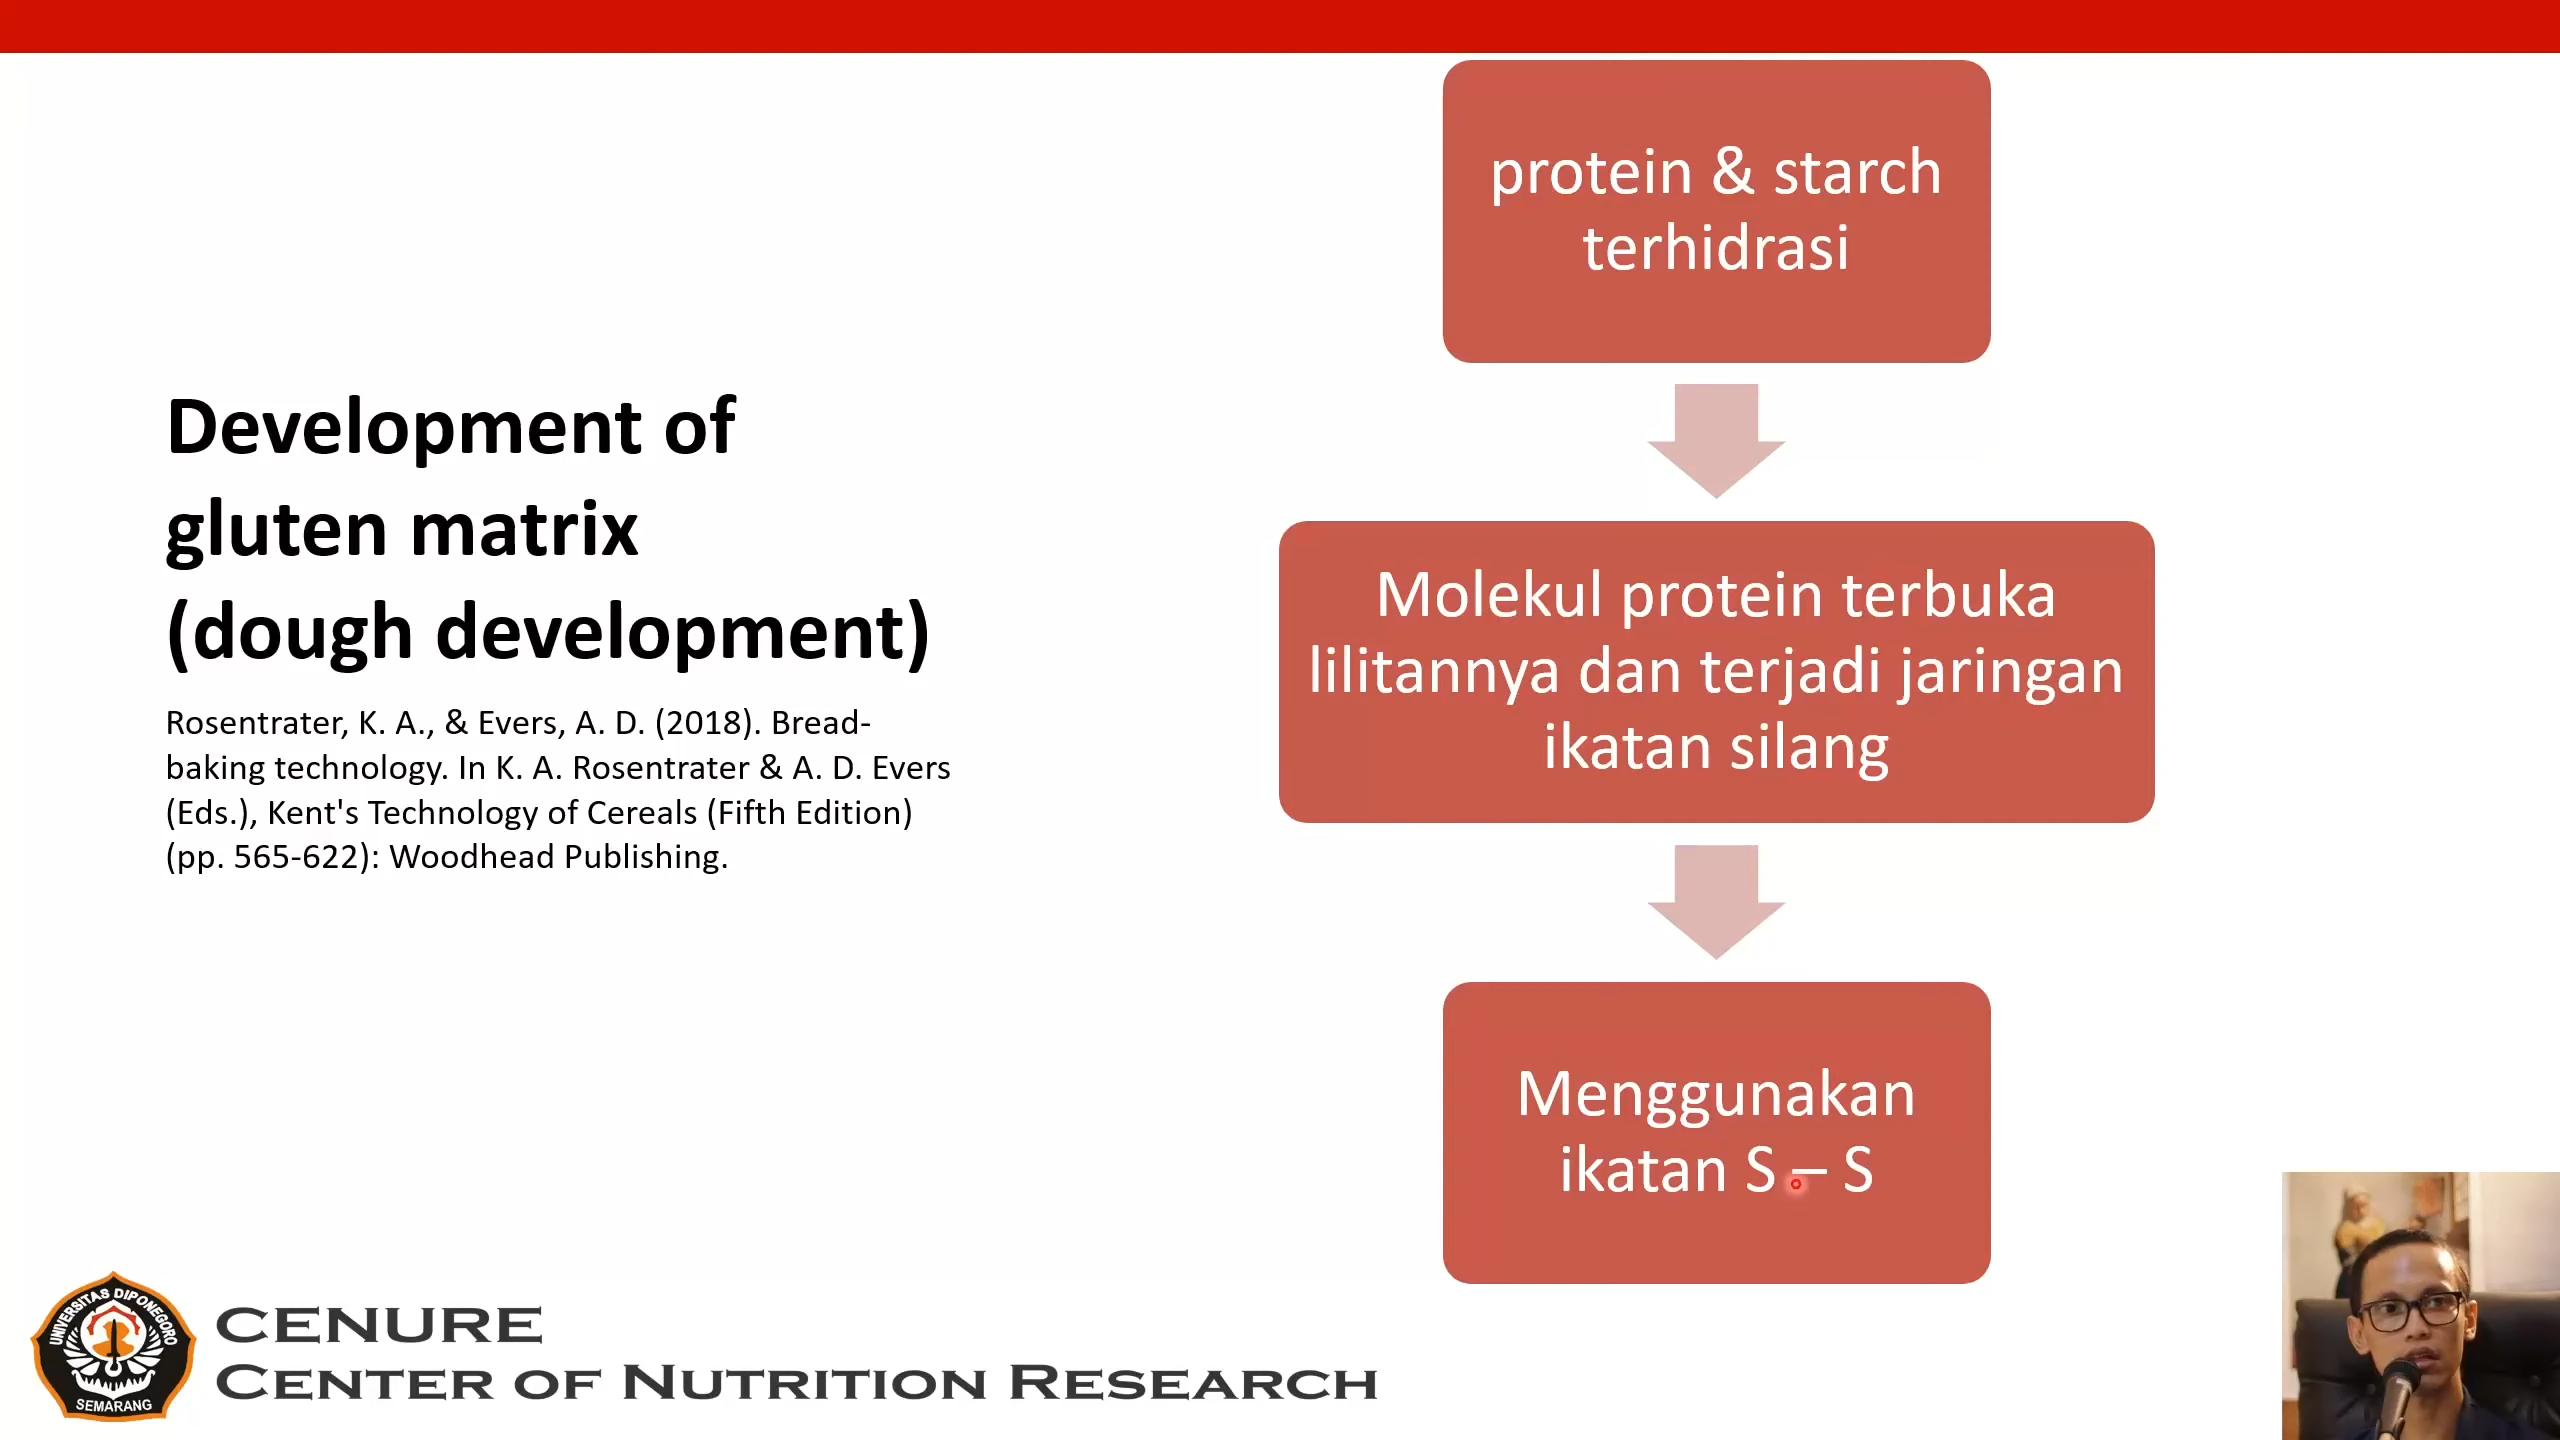 Development of
gluten matrix
(dough development)
Rosentrater, K. A., & Evers, A. D. (2018). Bread-
baking technology. In K. A. Rosentrater & A. D. Evers
(Eds.), Kent's Technology of Cereals (Fifth Edition)
(pp. 565-622): Woodhead Publishing.
protein & starch
terhidrasi
Molekul protein terbuka
lilitannya dan terjadi jaringan
ikatan silang
Menggunakan
ikatan S – S
UNIVERSITAS DIPONEGORO
SEMARANG
CENURE
CENTER OF NUTRITION RESEARCH